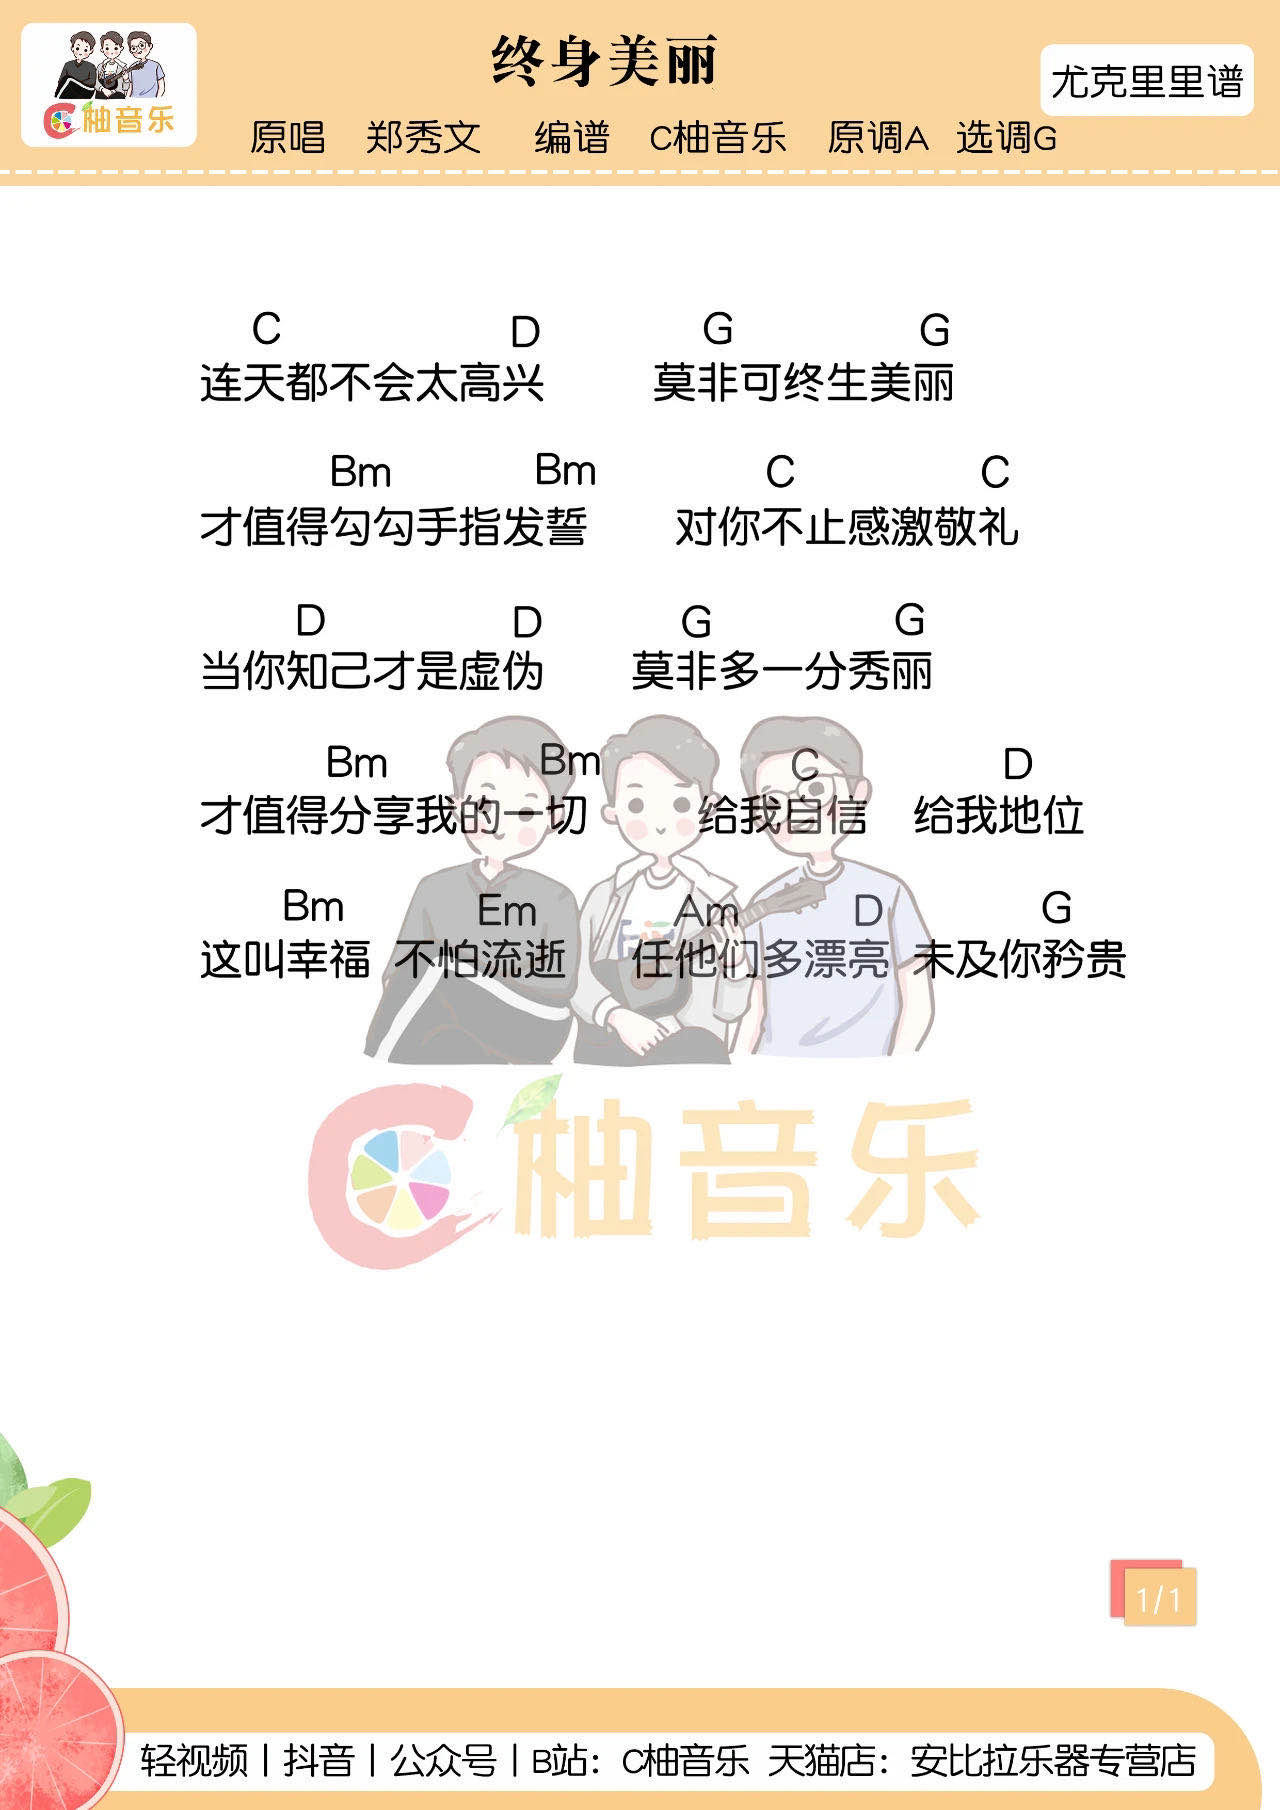 终身美丽
尤克里里谱
C柚音乐
原唱 郑秀文 编谱 C柚音乐 原调A 选调G
C D G G
连天都不会太高兴 莫非可终生美丽
Bm Bm C C
才值得勾勾手指发誓 对你不止感激敬礼
D D G G
当你知己才是虚伪 莫非多一分秀丽
Bm Bm C D
才值得分享我的一切 给我自信 给我地位
Bm Em Am D G
这叫幸福 不怕流逝 任他们多漂亮 未及你矜贵
C柚音乐
1/1
轻视频 | 抖音 | 公众号 | B站：C柚音乐 天猫店：安比拉乐器专营店